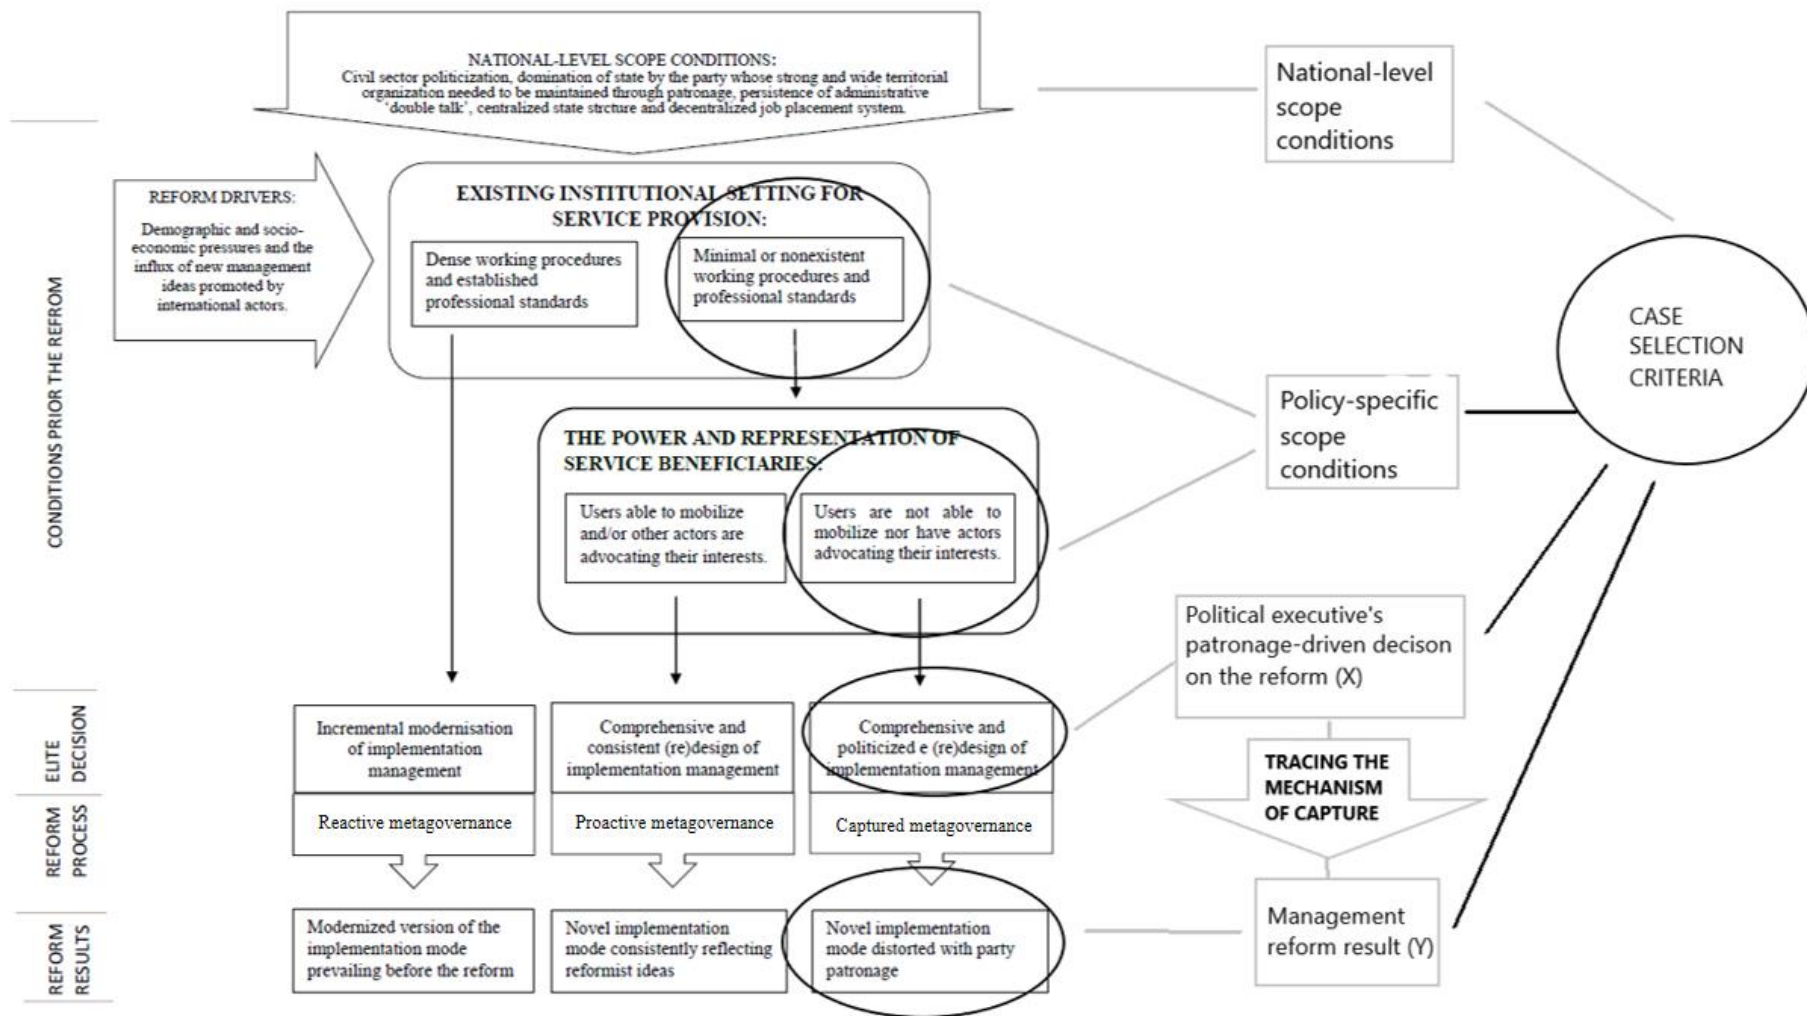 NATIONAL-LEVEL SCOPE CONDITIONS:
Civil sector politicization, domination of state by the party whose strong and wide territorial
organization needed to be maintained through patronage, persistence of administrative
'double talk', centralized state strcture and decentralized job placement system.
National-level
scope
conditions
CONDITIONS PRIOR THE REFROM
REFORM DRIVERS:
Demographic and socio-
economic pressures and the
influx of new management
ideas promoted by
international actors.
EXISTING INSTITUTIONAL SETTING FOR
SERVICE PROVISION:
Dense working procedures
and established
professional standards
Minimal or nonexistent
working procedures and
professional standards
CASE
SELECTION
CRITERIA
Policy-specific
scope
conditions
THE POWER AND REPRESENTATION OF
SERVICE BENEFICIARIES:
Users able to mobilize
and/or other actors are
advocating their interests.
Users are not able to
mobilize nor have actors
advocating their interests.
Political executive's
patronage-driven decison
on the reform (X)
ELITE
DECISION
Incremental modernisation
of implementation
management
Comprehensive and
consistent (re)design of
implementation management
Comprehensive and
politicized e (re)design of
implementation management
TRACING THE
MECHANISM
OF CAPTURE
REFORM
PROCESS
Reactive metagovernance
Proactive metagovernance
Captured metagovernance
REFORM
RESULTS
Modernized version of the
implementation mode
prevailing before the reform
Novel implementation
mode consistently reflecting
reformist ideas
Novel implementation
mode distorted with party
patronage
Management
reform result (Y)